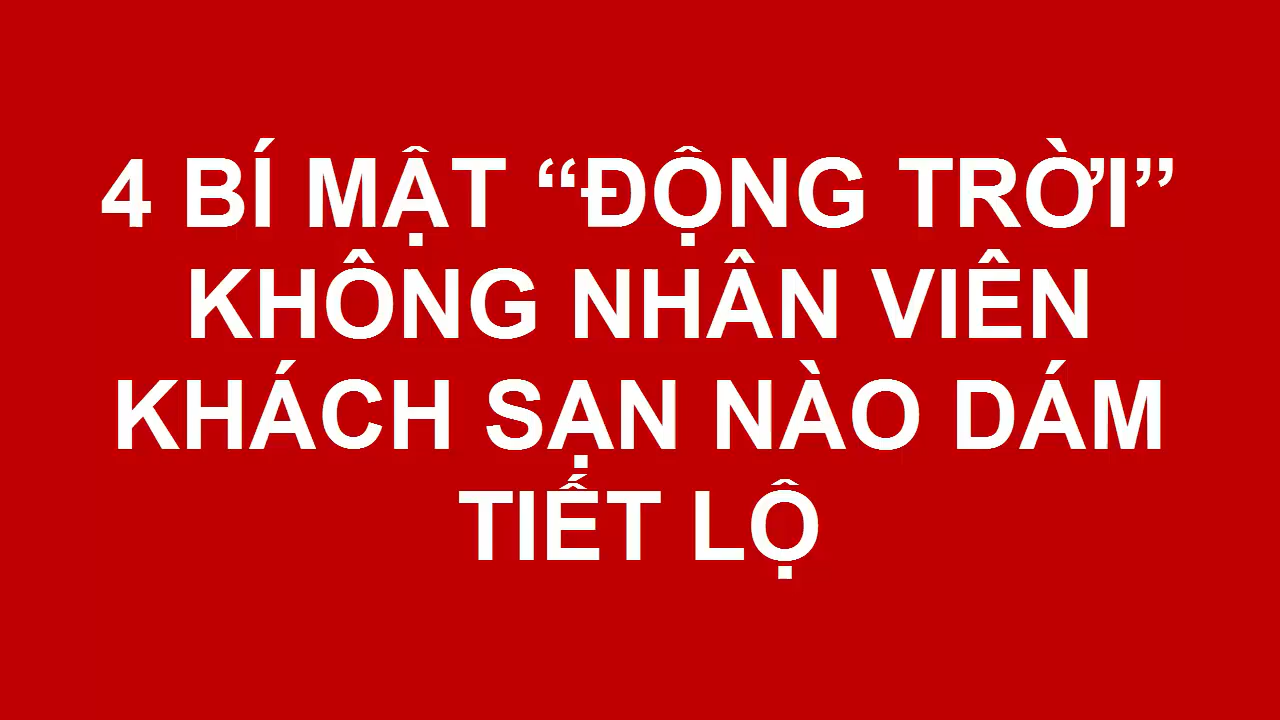 4 BÍ MẬT “ĐỘNG TRỜI”
KHÔNG NHÂN VIÊN
KHÁCH SẠN NÀO DÁM
TIẾT LỘ